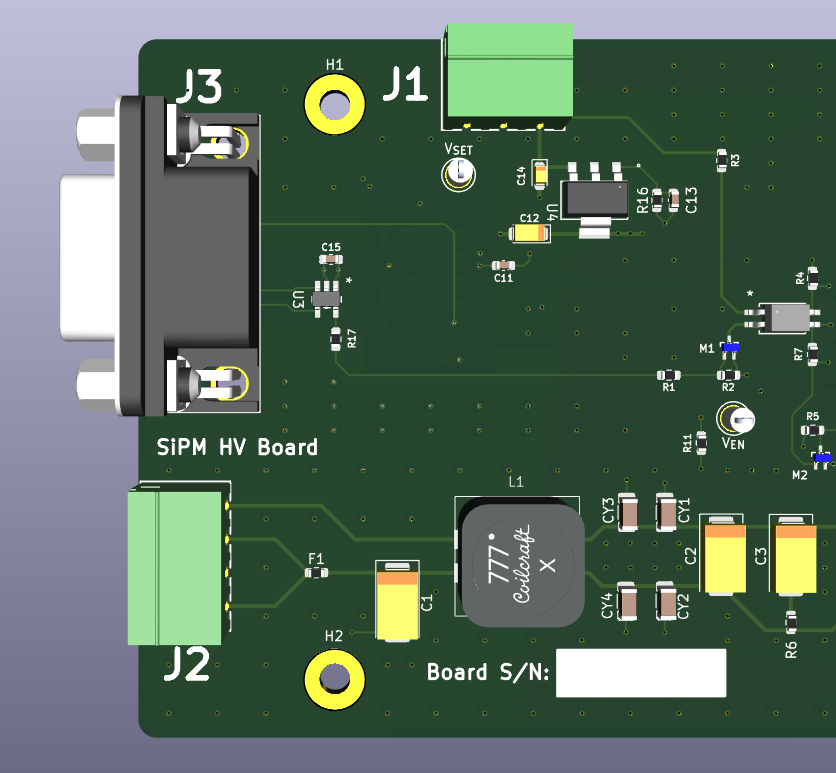 H1
J3
J1
VSET
C14
R3
C12
U4
R16
C13
C15
*
U3
C11
R17
*
R4
M1
R7
R1
R2
VEN
R5
R11
M2
SiPM HV Board
L1
CY3
CY1
777
Coilcraft
X
F1
C2
C3
C1
CY4
CY2
R6
H2
J2
Board S/N: